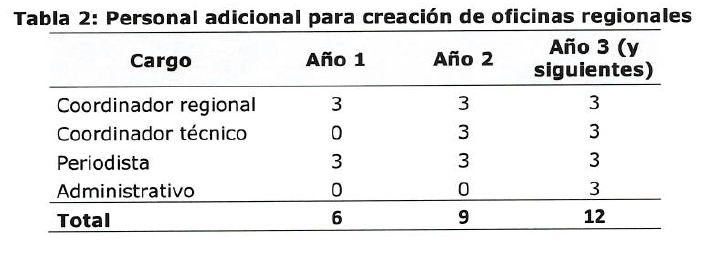 Tabla 2: Personal adicional para creación de oficinas regionales
Cargo Año 1 Año 2 Año 3 (y siguientes)
Coordinador regional 3 3 3
Coordinador técnico 0 3 3
Periodista 3 3 3
Administrativo 0 0 3
Total 6 9 12